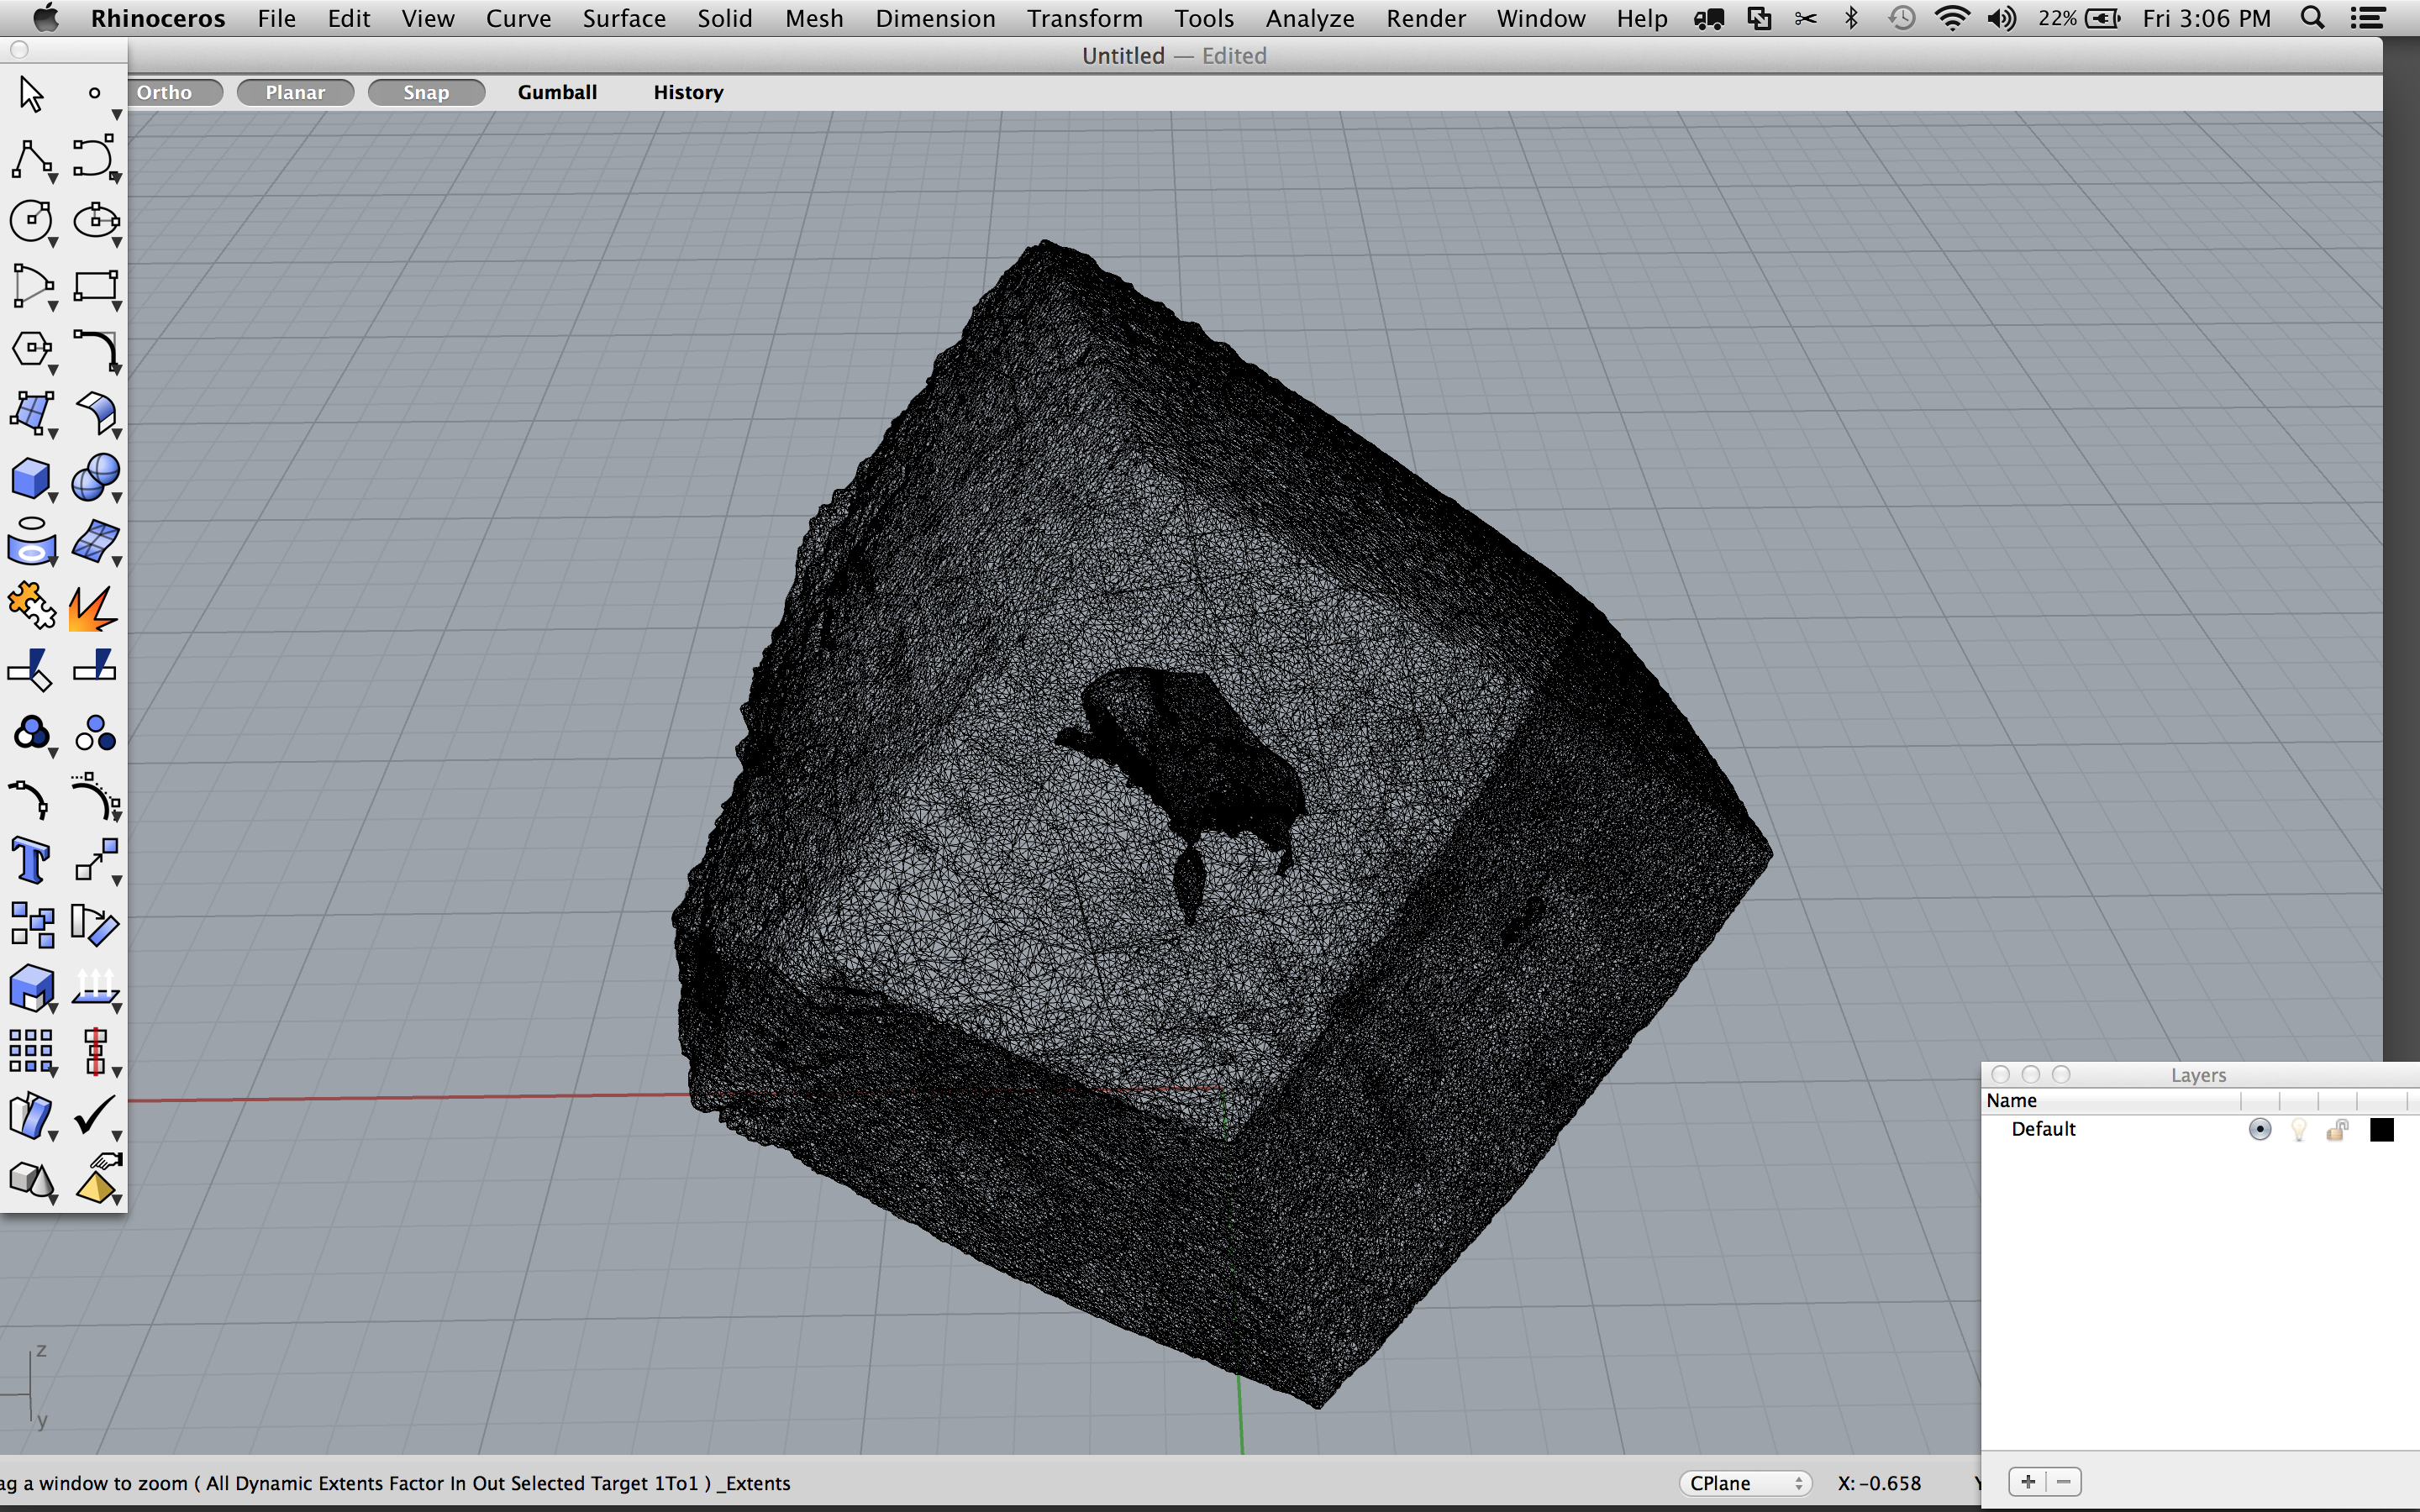 Rhinoceros File Edit View Curve Surface Solid Mesh Dimension Transform Tools Analyze Render Window Help 22% Fri 3:06 PM
Untitled — Edited
Ortho Planar Snap Gumball History
Layers
Name
Default
z
y
ag a window to zoom ( All Dynamic Extents Factor In Out Selected Target 1To1 ) _Extents CPlane X: -0.658 Y